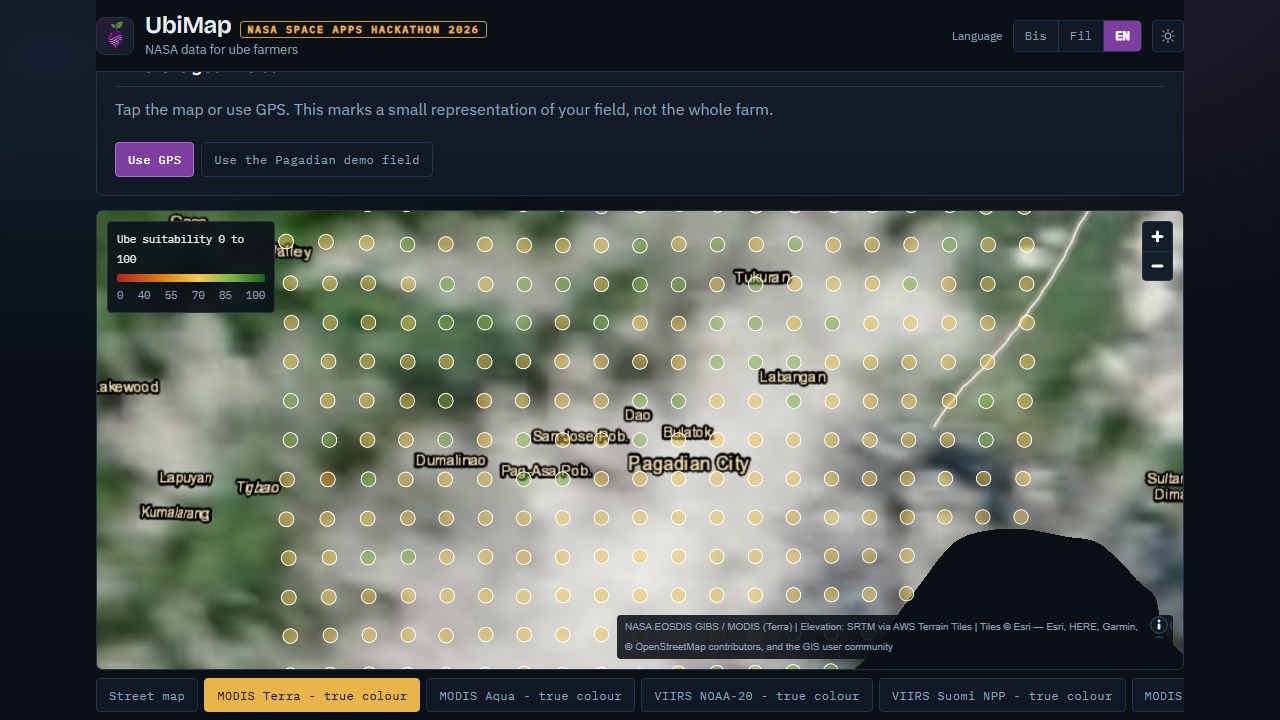 UbiMap NASA SPACE APPS HACKATHON 2026
NASA data for ube farmers
Language Bis Fil EN
Tap the map or use GPS. This marks a small representation of your field, not the whole farm.
Use GPS Use the Pagadian demo field
Ube suitability 0 to
100
0 40 55 70 85 100
+
−
Tukuran
Labangan
Dao
Bulatok
San Jose Pob.
Dumalinao
Pag-Asa Pob.
Pagadian City
Lapuyan
Tigbao
Kumalarang
NASA EOSDIS GIBS / MODIS (Terra) | Elevation: SRTM via AWS Terrain Tiles | Tiles © Esri — Esri, HERE, Garmin,
© OpenStreetMap contributors, and the GIS user community
Street map MODIS Terra - true colour MODIS Aqua - true colour VIIRS NOAA-20 - true colour VIIRS Suomi NPP - true colour MODIS